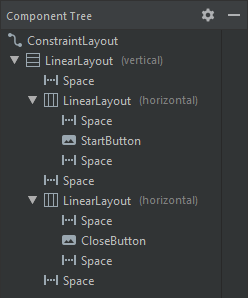 Component Tree
ConstraintLayout
LinearLayout (vertical)
Space
LinearLayout (horizontal)
Space
StartButton
Space
Space
LinearLayout (horizontal)
Space
CloseButton
Space
Space